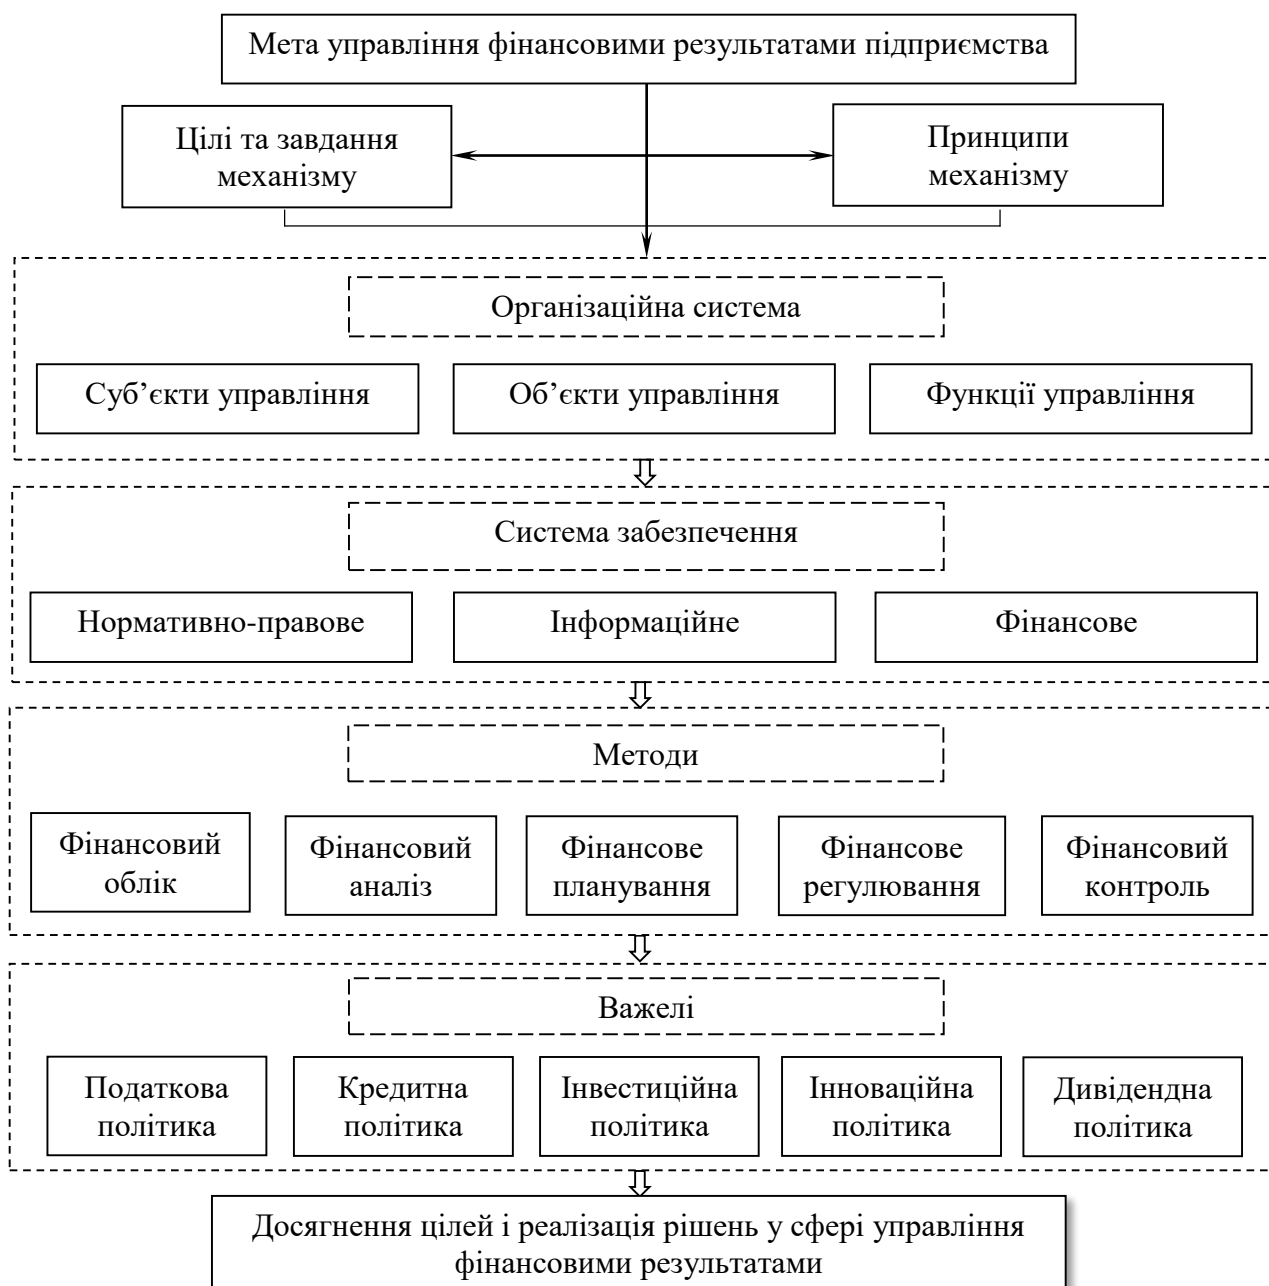 Мета управління фінансовими результатами підприємства
Цілі та завдання
механізму
Принципи
механізму
Організаційна система
Суб’єкти управління
Об’єкти управління
Функції управління
Система забезпечення
Нормативно-правове
Інформаційне
Фінансове
Методи
Фінансовий
облік
Фінансовий
аналіз
Фінансове
планування
Фінансове
регулювання
Фінансовий
контроль
Важелі
Податкова
політика
Кредитна
політика
Інвестиційна
політика
Інноваційна
політика
Дивідендна
політика
Досягнення цілей і реалізація рішень у сфері управління
фінансовими результатами